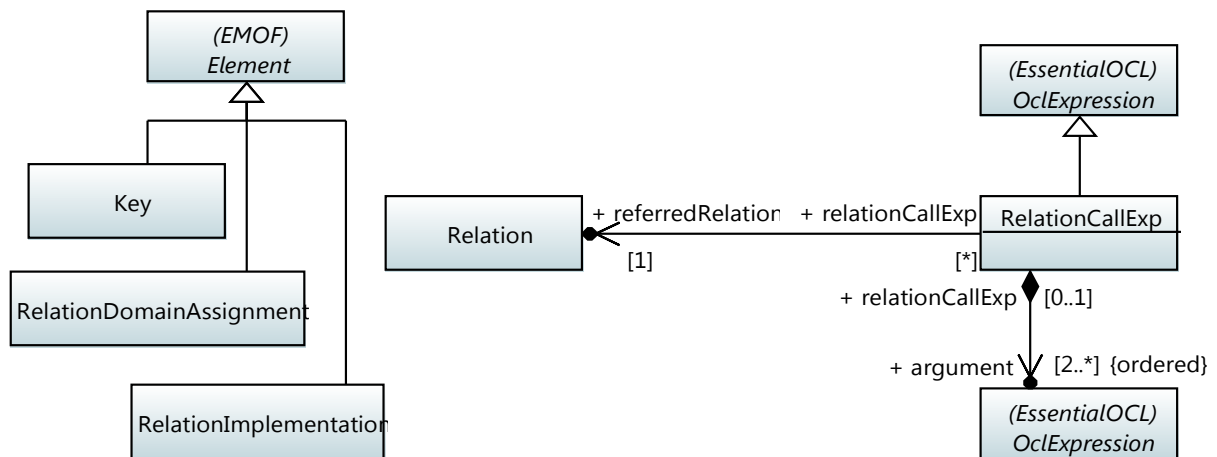 (EMOF)
Element
Key
RelationDomainAssignment
RelationImplementation
(EssentialOCL)
OclExpression
Relation
+ referredRelation
+ relationCallExp
RelationCallExp
[1]
[*]
+ relationCallExp
[0..1]
+ argument
[2..*] {ordered}
(EssentialOCL)
OclExpression